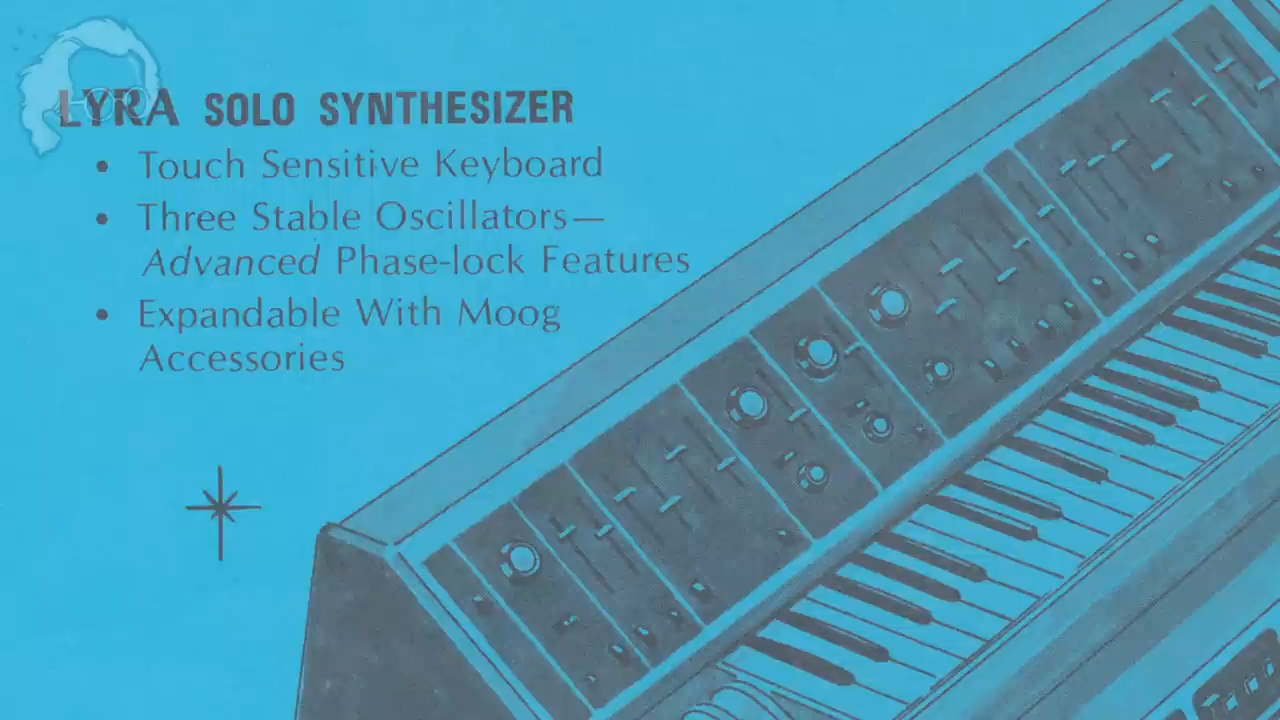 LYRA SOLO SYNTHESIZER
• Touch Sensitive Keyboard
• Three Stable Oscillators—
Advanced Phase-lock Features
• Expandable With Moog
Accessories